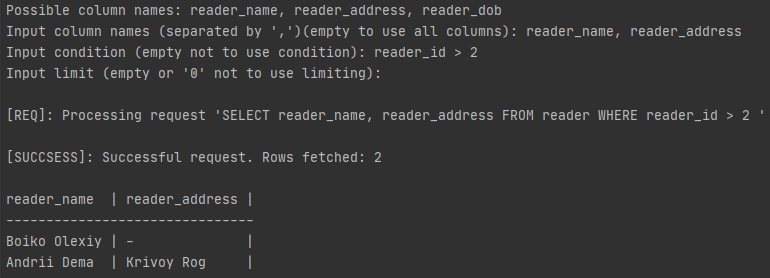 Possible column names: reader_name, reader_address, reader_dob
Input column names (separated by ',')(empty to use all columns): reader_name, reader_address
Input condition (empty not to use condition): reader_id > 2
Input limit (empty or '0' not to use limiting):
[REQ]: Processing request 'SELECT reader_name, reader_address FROM reader WHERE reader_id > 2 '
[SUCCSESS]: Successful request. Rows fetched: 2
reader_name  | reader_address |
-------------------------------
Boiko Olexiy | -              |
Andrii Dema  | Krivoy Rog     |